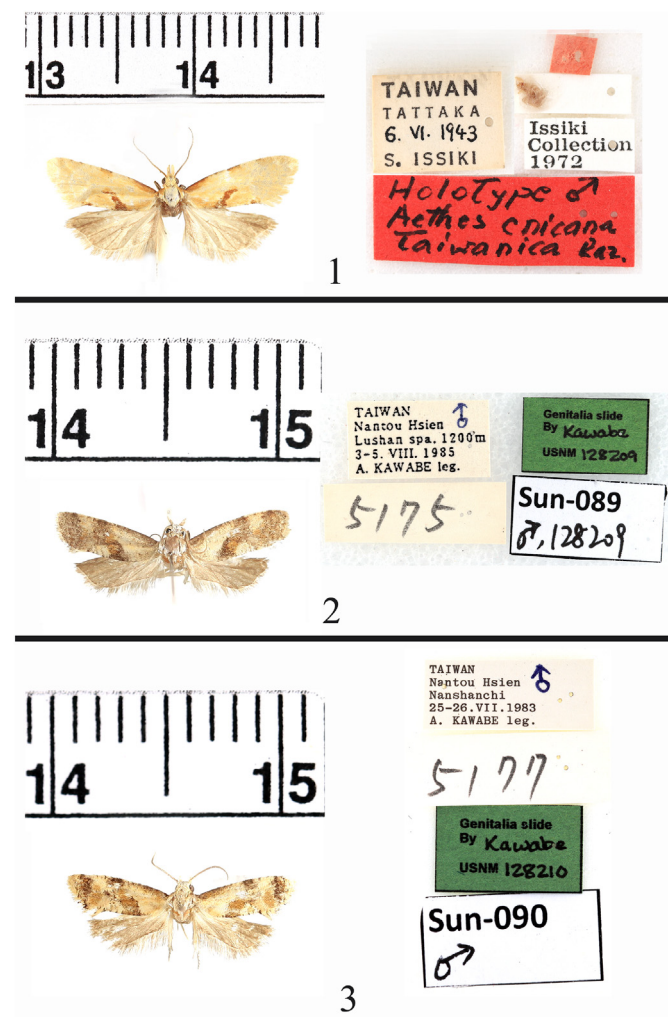 13 14
TAIWAN
TATTAKA
6. VI. 1943
S. ISSIKI
Issiki
Collection
1972
Holotype ♂
Aethes cnicana
Taiwanica Raz.
1
14 15
TAIWAN ♂
Nantou Hsien
Lushan spa. 1200m
3-5. VIII. 1985
A. KAWABE leg.
Genitalia slide
By Kawabe
USNM 128209
5175
Sun-089
♂, 128209
2
14 15
TAIWAN ♂
Nantou Hsien
Nanshanchi
25-26.VII.1983
A. KAWABE leg.
5177
Genitalia slide
By Kawabe
USNM 128210
Sun-090
♂
3